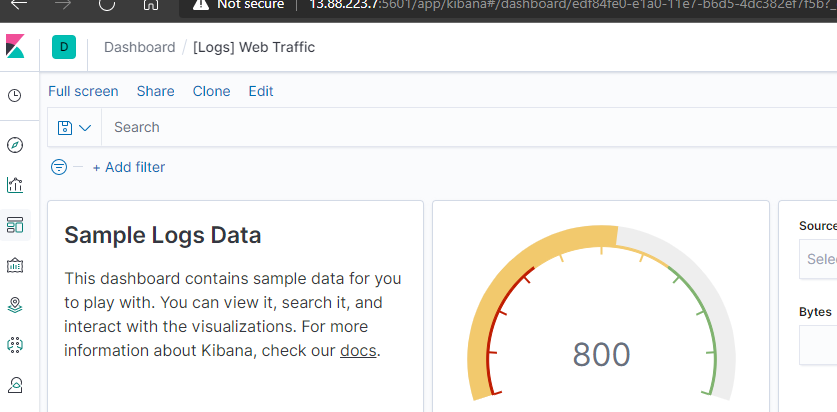 Not secure 13.88.223.7:5601/app/kibana#/dashboard/edf84fe0-e1a0-11e7-b6d5-4dc382ef7f5b?_
D Dashboard / [Logs] Web Traffic
Full screen Share Clone Edit
Search
+ Add filter
Sample Logs Data
This dashboard contains sample data for you
to play with. You can view it, search it, and
interact with the visualizations. For more
information about Kibana, check our docs.
800
Source
Sele
Bytes